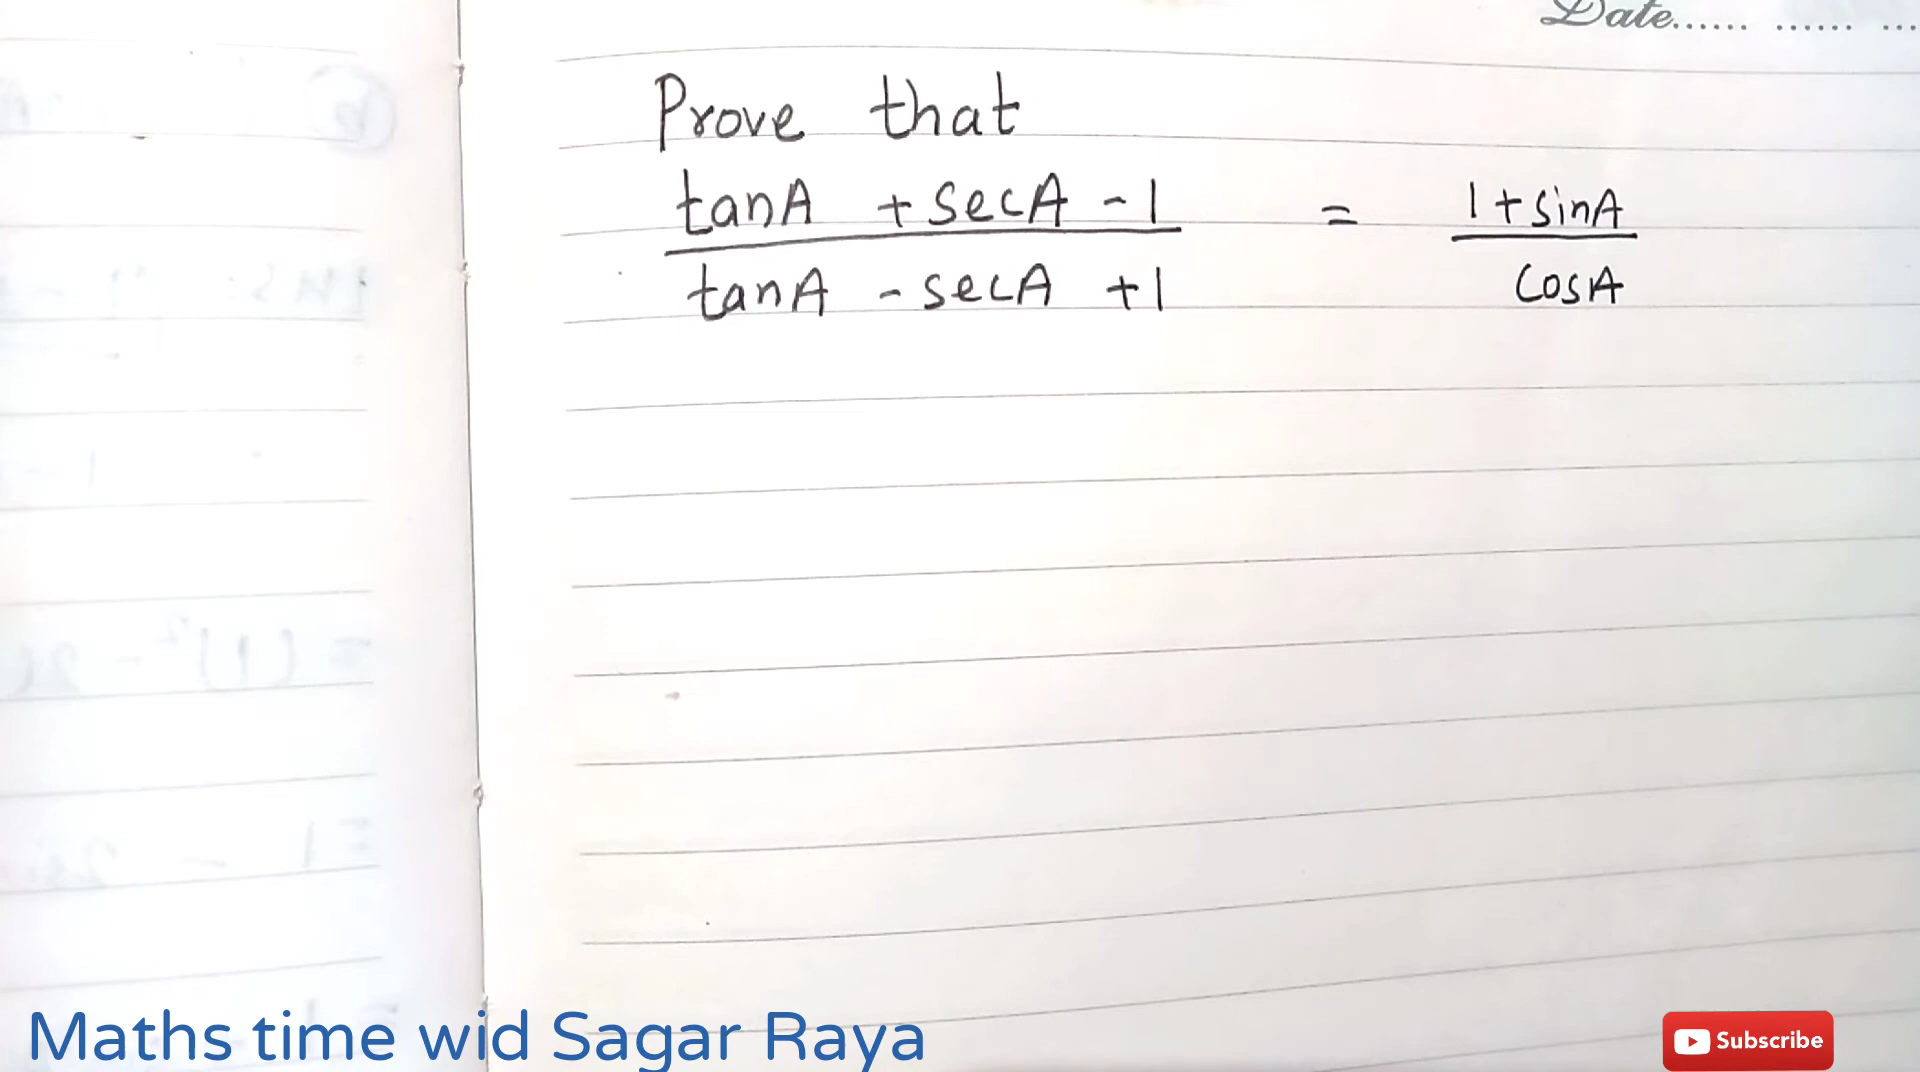 Date...... ...... ...
Prove that
tanA + secA - 1 = 1 + sinA
tanA - secA + 1 cosA
Maths time wid Sagar Raya
Subscribe